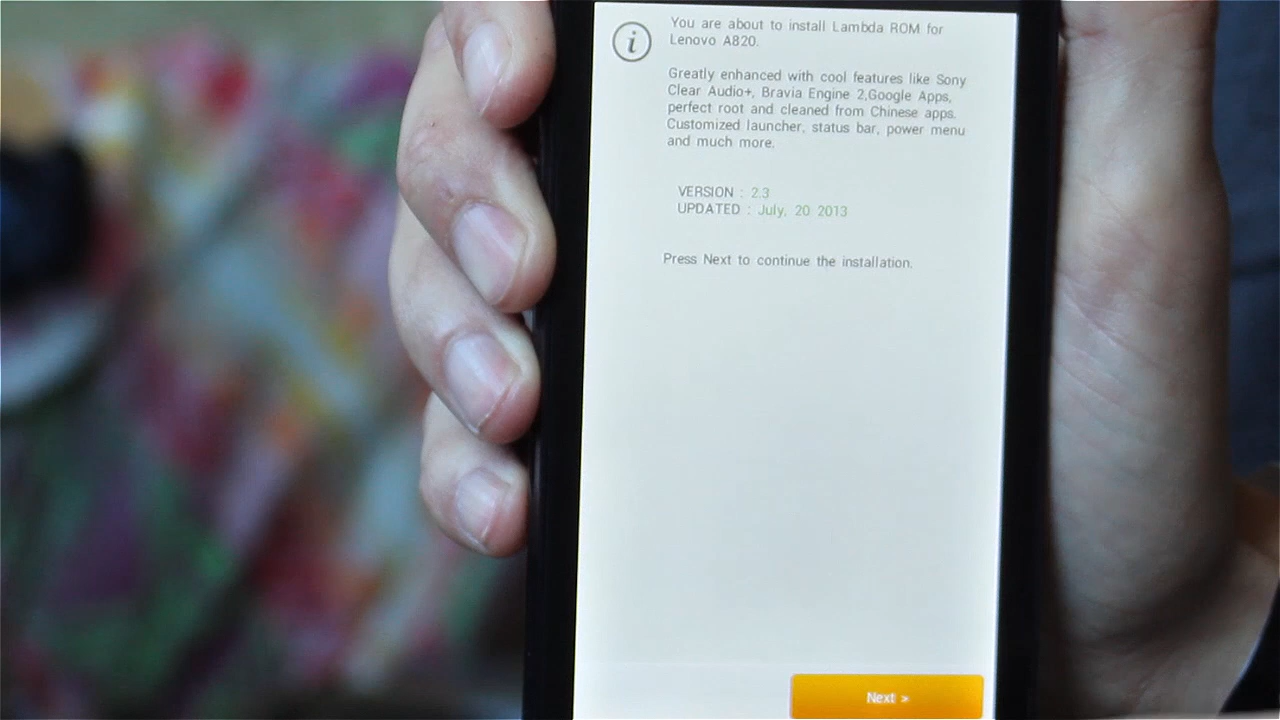 You are about to install Lambda ROM for
Lenovo A820.
Greatly enhanced with cool features like Sony
Clear Audio+, Bravia Engine 2,Google Apps,
perfect root and cleaned from Chinese apps.
Customized launcher, status bar, power menu
and much more.
VERSION : 2.3
UPDATED : July, 20 2013
Press Next to continue the installation.
Next >